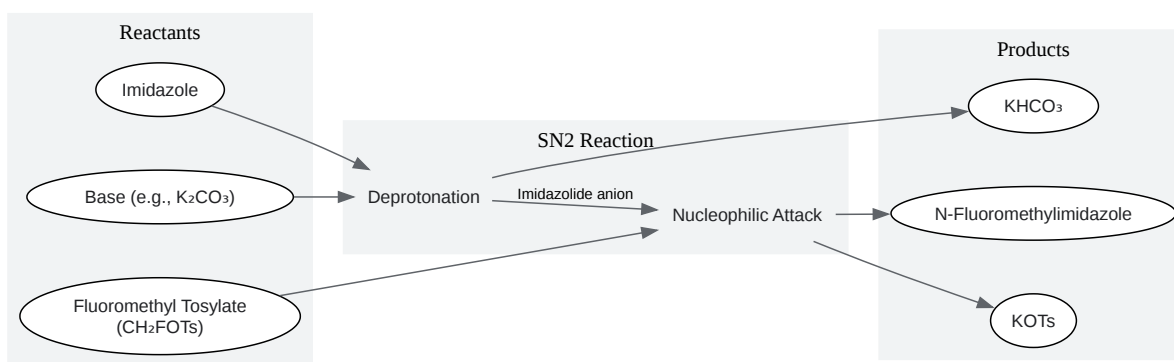 Reactants
Imidazole
Base (e.g., K₂CO₃)
Fluoromethyl Tosylate
(CH₂FOTs)
SN2 Reaction
Deprotonation
Imidazolide anion
Nucleophilic Attack
Products
KHCO₃
N-Fluoromethylimidazole
KOTs